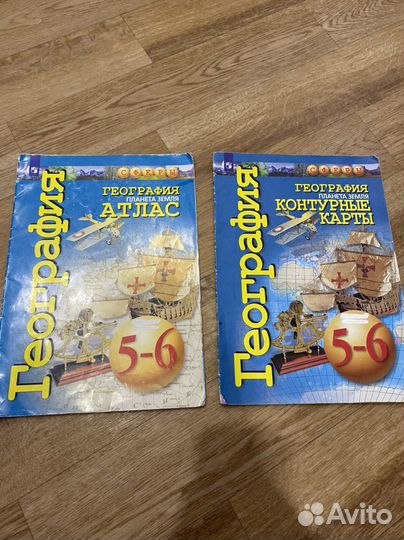 СФЕРЫ
География
ГЕОГРАФИЯ
ПЛАНЕТА ЗЕМЛЯ
АТЛАС
5-6
СФЕРЫ
География
ГЕОГРАФИЯ
ПЛАНЕТА ЗЕМЛЯ
КОНТУРНЫЕ
КАРТЫ
5-6
Avito